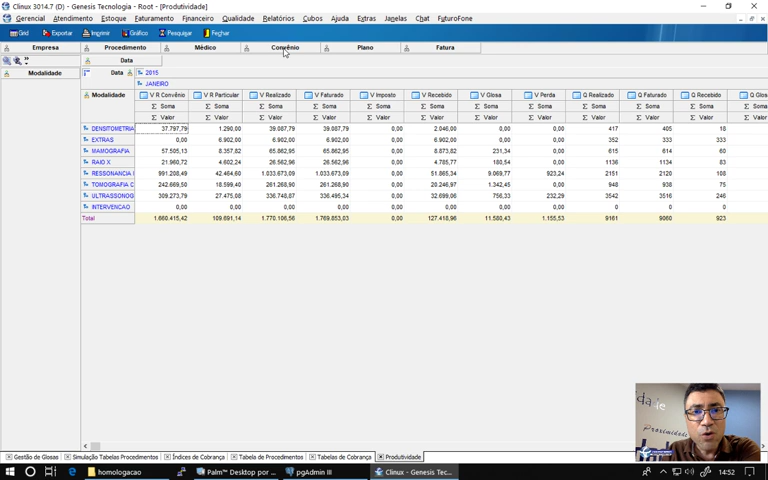 Clinux 3014.7 (D) - Genesis Tecnologia - Root - [Produtividade]
Gerencial Atendimento Estoque Faturamento Financeiro Qualidade Relatórios Cubos Ajuda Extras Janelas Chat FuturoFone
Grid Exportar Imprimir Gráfico Pesquisar Fechar
Empresa Procedimento Médico Convênio Plano Fatura
Data
Modalidade Data 2015
JANEIRO
Modalidade V R Convênio V R Particular V Realizado V Faturado V Imposto V Recebido V Glosa V Perda Q Realizado Q Faturado Q Recebido Q Glos
Σ Soma Σ Soma Σ Soma Σ Soma Σ Soma Σ Soma Σ Soma Σ Soma Σ Soma Σ Soma Σ Soma Σ Soma
Σ Valor Σ Valor Σ Valor Σ Valor Σ Valor Σ Valor Σ Valor Σ Valor Σ Valor Σ Valor Σ Valor Σ Valor
DENSITOMETRIA 37.797,79 1.290,00 39.087,79 39.087,79 0,00 2.046,00 0,00 0,00 417 405 18
EXTRAS 0,00 6.902,00 6.902,00 6.902,00 0,00 6.902,00 0,00 0,00 352 333 333
MAMOGRAFIA 57.505,13 8.357,82 65.862,95 65.862,95 0,00 8.873,82 231,34 0,00 615 614 60
RAIO X 21.960,72 4.602,24 26.562,96 26.562,96 0,00 4.785,77 180,54 0,00 1136 1134 83
RESSONANCIA 991.208,49 42.464,60 1.033.673,09 1.033.673,09 0,00 51.865,34 9.069,77 923,24 2151 2120 108
TOMOGRAFIA C 242.669,50 18.599,40 261.268,90 261.268,90 0,00 20.246,97 1.342,45 0,00 948 938 75
ULTRASSONOG 309.273,79 27.475,08 336.748,87 336.495,34 0,00 32.699,06 756,33 232,29 3542 3516 246
INTERVENCAO 0,00 0,00 0,00 0,00 0,00 0,00 0,00 0,00 0 0 0
Total 1.660.415,42 109.691,14 1.770.106,56 1.769.853,03 0,00 127.418,96 11.580,43 1.155,53 9161 9060 923
idade
Proximidade
Gestão de Glosas Simulação Tabelas Procedimentos Índices de Cobrança Tabela de Procedimentos Tabelas de Cobrança Produtividade
homologacao Palm™ Desktop por ... pgAdmin III Clinux - Genesis Tec... 14:52